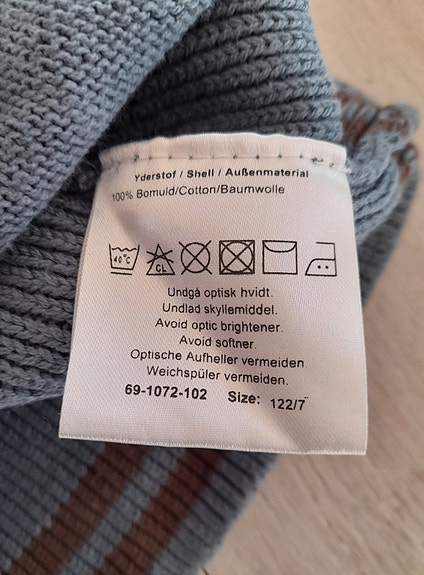 Yderstof / Shell / Außenmaterial
100% Bomuld/Cotton/Baumwolle
40°C CL
Undgå optisk hvidt.
Undlad skyllemiddel.
Avoid optic brightener.
Avoid softner.
Optische Aufheller vermeiden.
Weichspüler vermeiden.
69-1072-102 Size: 122/7